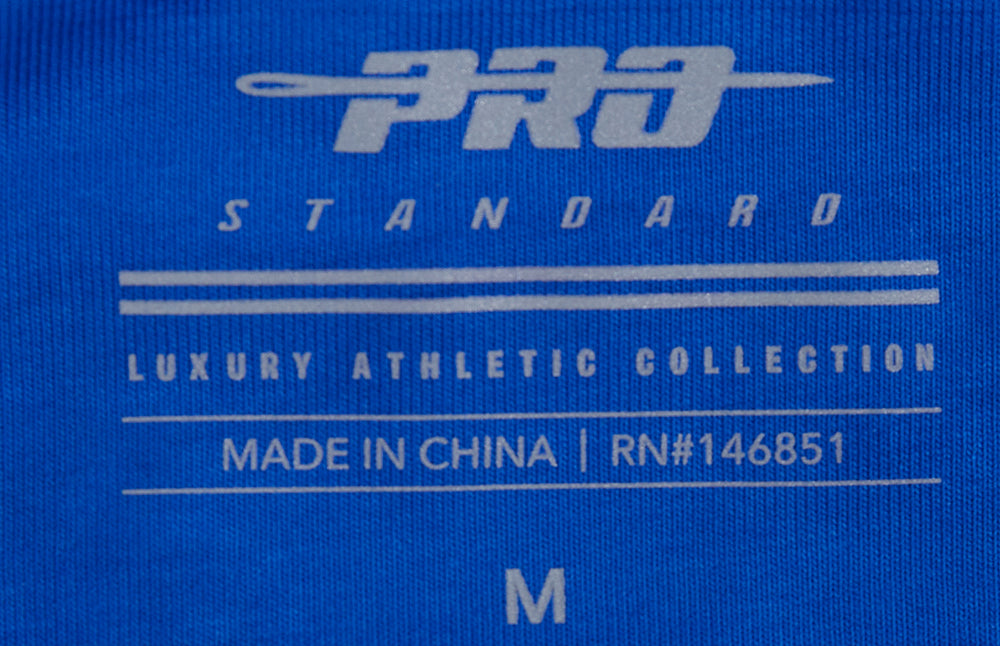 PRO
STANDARD
LUXURY ATHLETIC COLLECTION
MADE IN CHINA | RN#146851
M